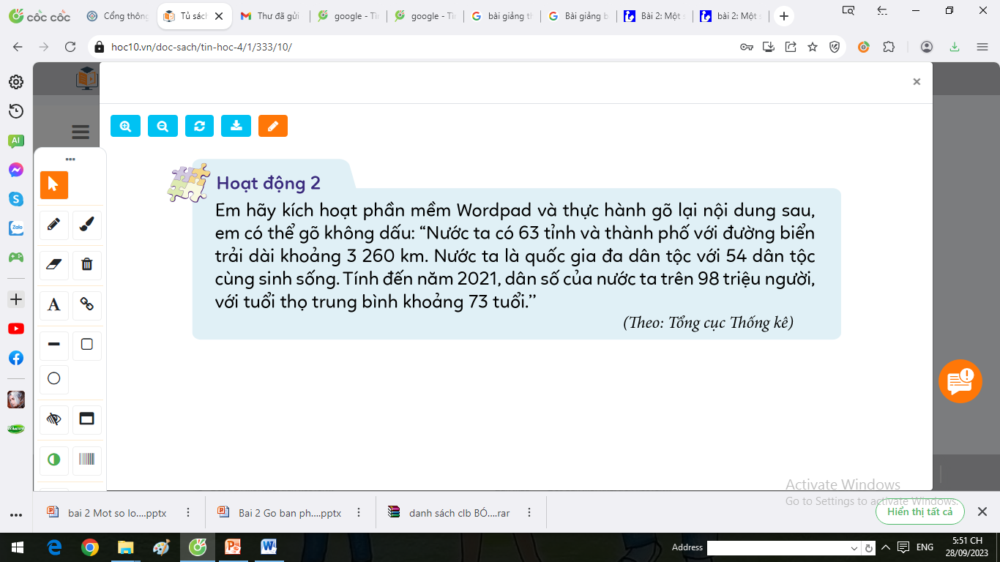 cốc cốc
Cổng thông
Tủ sách
Thư đã gửi
google - Tì
google - Tì
bài giảng t
Bài giảng b
Bài 2: Một s
bài 2: Một s
hoc10.vn/doc-sach/tin-hoc-4/1/333/10/
AI
Zalo
A
Hoạt động 2
Em hãy kích hoạt phần mềm Wordpad và thực hành gõ lại nội dung sau,
em có thể gõ không dấu: “Nước ta có 63 tỉnh và thành phố với đường biển
trải dài khoảng 3 260 km. Nước ta là quốc gia đa dân tộc với 54 dân tộc
cùng sinh sống. Tính đến năm 2021, dân số của nước ta trên 98 triệu người,
với tuổi thọ trung bình khoảng 73 tuổi.”
(Theo: Tổng cục Thống kê)
Activate Windows
Go to Settings to activate Windows.
bai 2 Mot so lo....pptx
Bai 2 Go ban ph....pptx
danh sách clb BÓ....rar
Hiển thị tất cả
Address
ENG
5:51 CH
28/09/2023